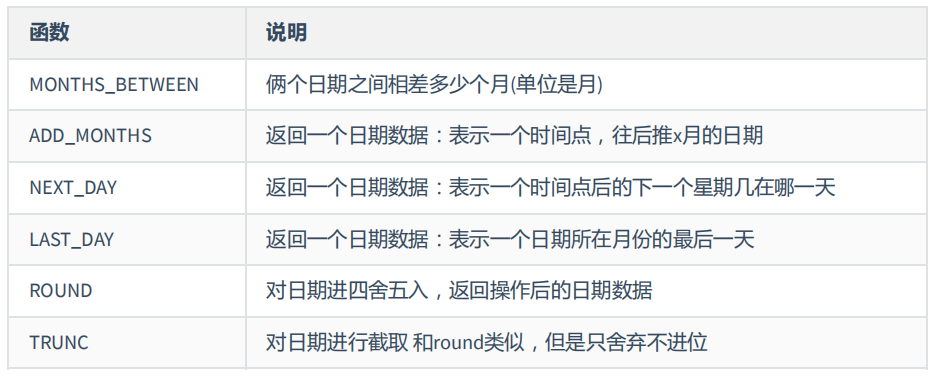 函数 说明
MONTHS_BETWEEN 俩个日期之间相差多少个月(单位是月)
ADD_MONTHS 返回一个日期数据：表示一个时间点，往后推x月的日期
NEXT_DAY 返回一个日期数据：表示一个时间点后的下一个星期几在哪一天
LAST_DAY 返回一个日期数据：表示一个日期所在月份的最后一天
ROUND 对日期进四舍五入，返回操作后的日期数据
TRUNC 对日期进行截取 和round类似，但是只舍弃不进位